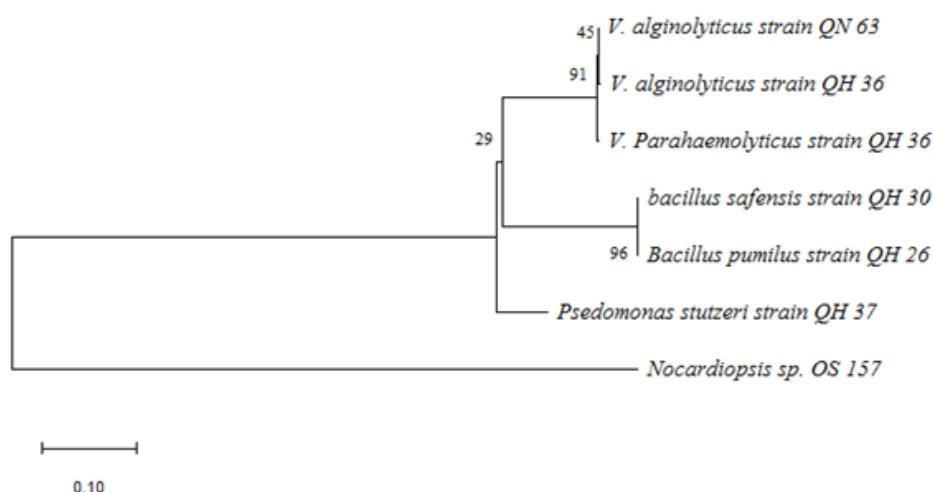 45
V. alginolyticus strain QN 63
91
V. alginolyticus strain QH 36
29
V. Parahaemolyticus strain QH 36
bacillus safensis strain QH 30
96
Bacillus pumilus strain QH 26
Psedomonas stutzeri strain QH 37
Nocardiopsis sp. OS 157
0.10